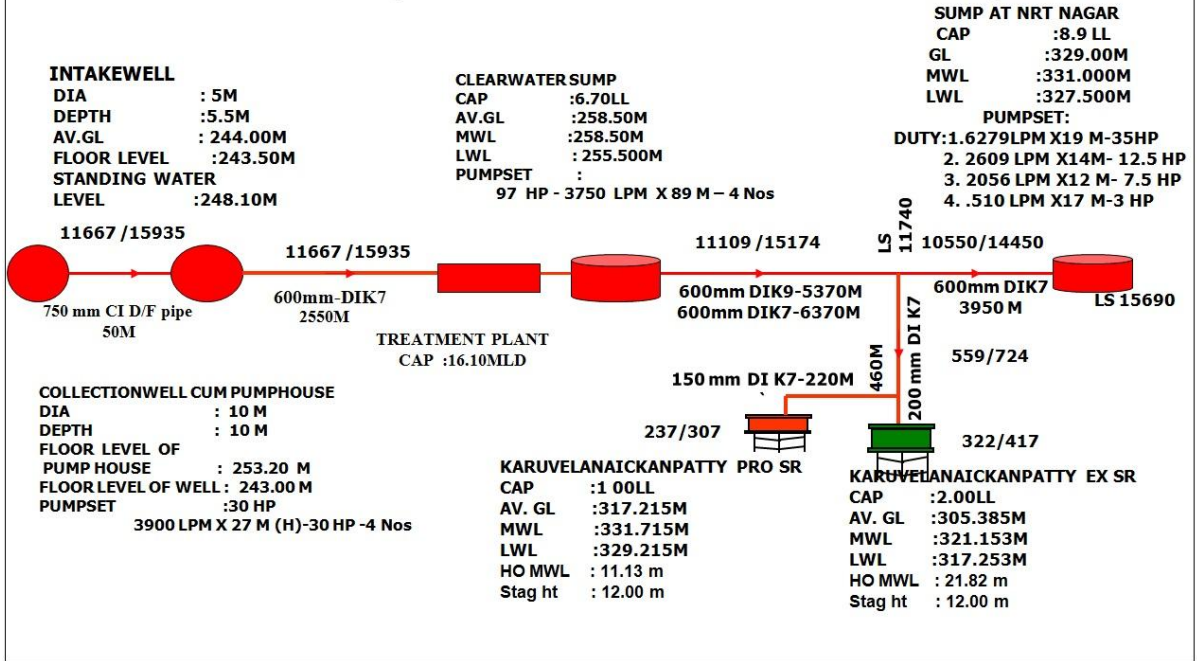 SUMP AT NRT NAGAR
CAP :8.9 LL
GL :329.00M
MWL :331.000M
LWL :327.500M
PUMPSET:
DUTY:1.6279LPM X19 M-35HP
2. 2609 LPM X14M- 12.5 HP
3. 2056 LPM X12 M- 7.5 HP
4. .510 LPM X17 M-3 HP
INTAKEWELL
DIA : 5M
DEPTH :5.5M
AV.GL : 244.00M
FLOOR LEVEL :243.50M
STANDING WATER
LEVEL :248.10M
CLEARWATER SUMP
CAP :6.70LL
AV.GL :258.50M
MWL :258.50M
LWL : 255.500M
PUMPSET :
97 HP - 3750 LPM X 89 M – 4 Nos
11667 /15935
11667 /15935
11109 /15174
LS
11740
10550/14450
750 mm CI D/F pipe
50M
600mm-DIK7
2550M
600mm DIK9-5370M
600mm DIK7-6370M
600mm DIK7
3950 M
LS 15690
TREATMENT PLANT
CAP :16.10MLD
460M
200 mm DI K7
559/724
150 mm DI K7-220M
237/307
322/417
COLLECTIONWELL CUM PUMPHOUSE
DIA : 10 M
DEPTH : 10 M
FLOOR LEVEL OF
PUMP HOUSE : 253.20 M
FLOOR LEVEL OF WELL : 243.00 M
PUMPSET :30 HP
3900 LPM X 27 M (H)-30 HP -4 Nos
KARUVELANAICKANPATTY PRO SR
CAP :1 00LL
AV. GL :317.215M
MWL :331.715M
LWL :329.215M
HO MWL : 11.13 m
Stag ht : 12.00 m
KARUVELANAICKANPATTY EX SR
CAP :2.00LL
AV. GL :305.385M
MWL :321.153M
LWL :317.253M
HO MWL : 21.82 m
Stag ht : 12.00 m